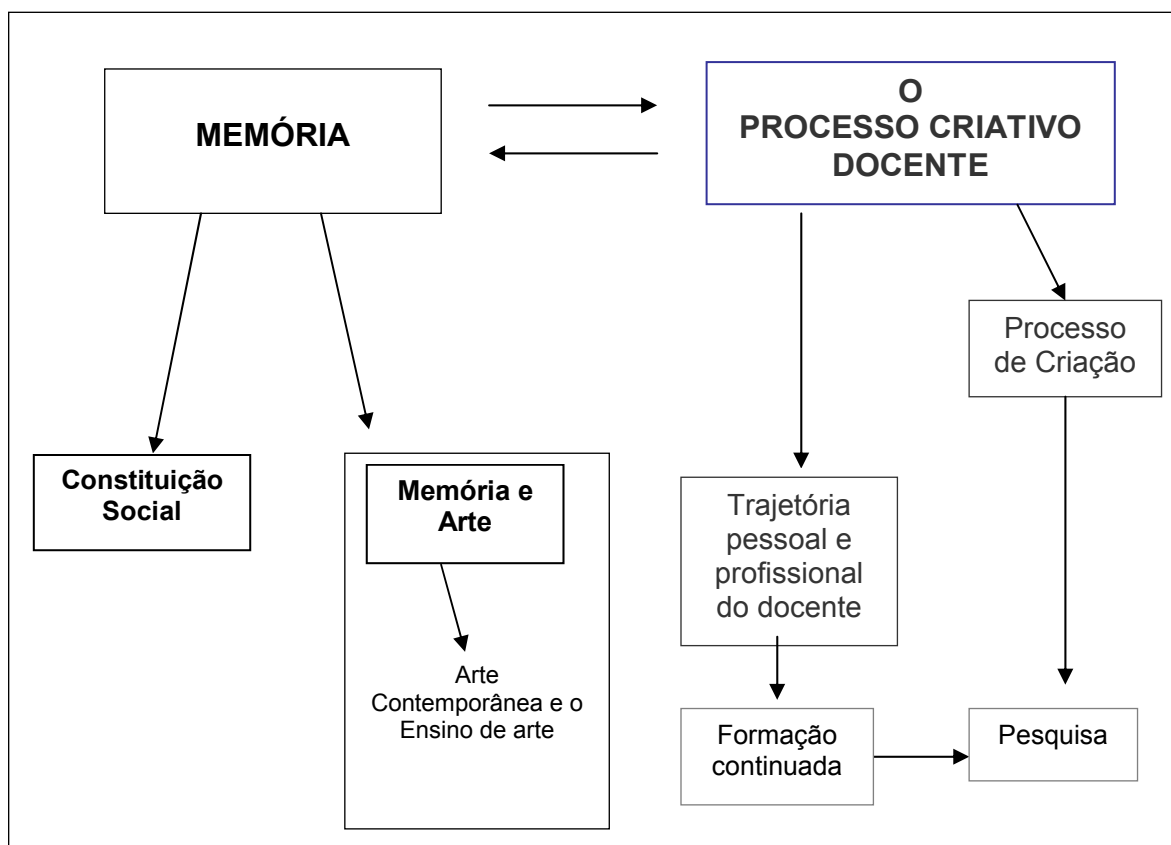 MEMÓRIA
O
PROCESSO CRIATIVO
DOCENTE
Processo
de Criação
Constituição
Social
Memória e
Arte
Arte
Contemporânea e o
Ensino de arte
Trajetória
pessoal e
profissional
do docente
Formação
continuada
Pesquisa